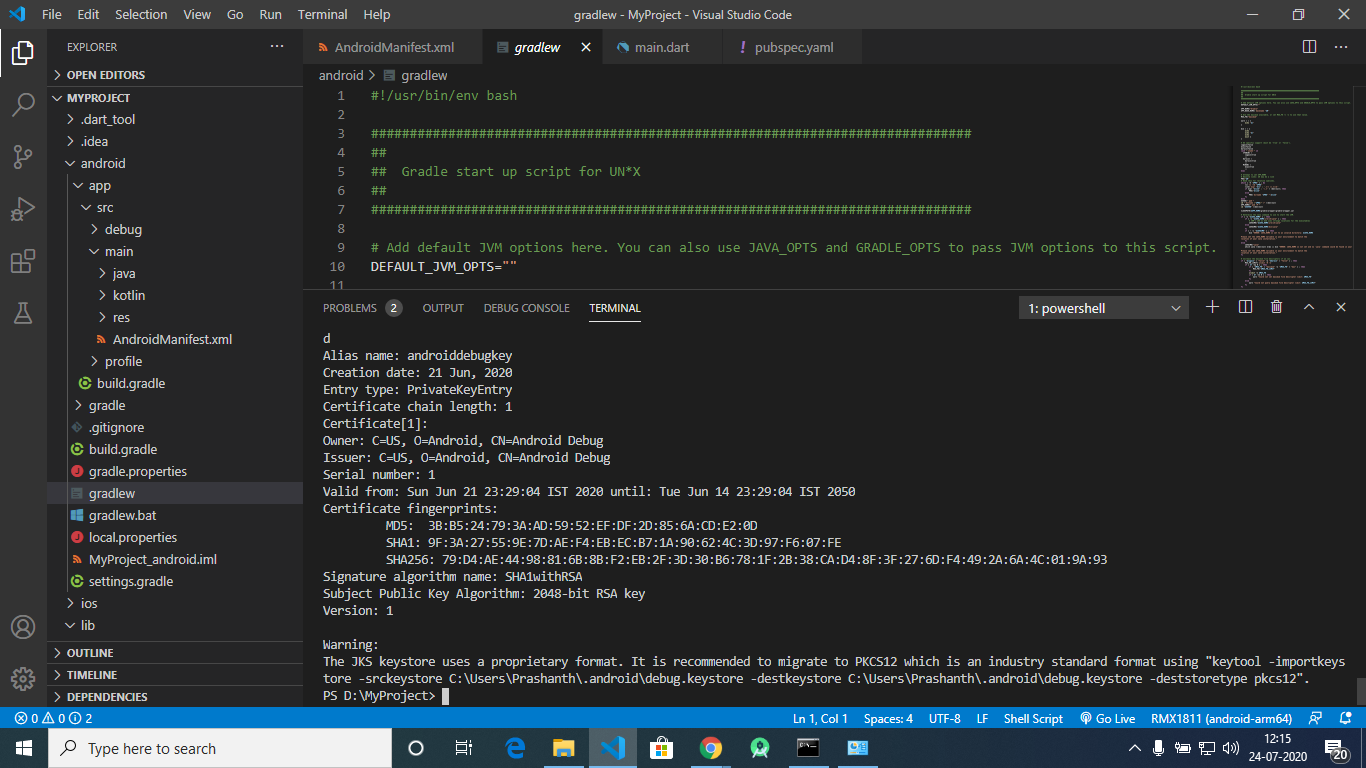 File Edit Selection View Go Run Terminal Help
gradlew - MyProject - Visual Studio Code
EXPLORER
OPEN EDITORS
MYPROJECT
.dart_tool
.idea
android
app
src
debug
main
java
kotlin
res
AndroidManifest.xml
profile
build.gradle
gradle
.gitignore
build.gradle
gradle.properties
gradlew
gradlew.bat
local.properties
MyProject_android.iml
settings.gradle
ios
lib
OUTLINE
TIMELINE
DEPENDENCIES
AndroidManifest.xml gradlew main.dart ! pubspec.yaml
android > gradlew
1 #!/usr/bin/env bash
2
3 ##############################################################################
4 ##
5 ## Gradle start up script for UN*X
6 ##
7 ##############################################################################
8
9 # Add default JVM options here. You can also use JAVA_OPTS and GRADLE_OPTS to pass JVM options to this script.
10 DEFAULT_JVM_OPTS=""
11
PROBLEMS 2 OUTPUT DEBUG CONSOLE TERMINAL 1: powershell
d
Alias name: androiddebugkey
Creation date: 21 Jun, 2020
Entry type: PrivateKeyEntry
Certificate chain length: 1
Certificate[1]:
Owner: C=US, O=Android, CN=Android Debug
Issuer: C=US, O=Android, CN=Android Debug
Serial number: 1
Valid from: Sun Jun 21 23:29:04 IST 2020 until: Tue Jun 14 23:29:04 IST 2050
Certificate fingerprints:
MD5: 3B:B5:24:79:3A:AD:59:52:EF:DF:2D:85:6A:CD:E2:0D
SHA1: 9F:3A:27:55:9E:7D:AE:F4:EB:EC:B7:1A:90:62:4C:3D:97:F6:07:FE
SHA256: 79:D4:AE:44:98:81:6B:8B:F2:EB:2F:3D:30:B6:78:1F:2B:38:CA:D4:8F:3F:27:6D:F4:49:2A:6A:4C:01:9A:93
Signature algorithm name: SHA1withRSA
Subject Public Key Algorithm: 2048-bit RSA key
Version: 1
Warning:
The JKS keystore uses a proprietary format. It is recommended to migrate to PKCS12 which is an industry standard format using "keytool -importkeys
tore -srckeystore C:\Users\Prashanth\.android\debug.keystore -destkeystore C:\Users\Prashanth\.android\debug.keystore -deststoretype pkcs12".
PS D:\MyProject>
0 0 2 Ln 1, Col 1 Spaces: 4 UTF-8 LF Shell Script Go Live RMX1811 (android-arm64)
Type here to search
12:15
24-07-2020
20